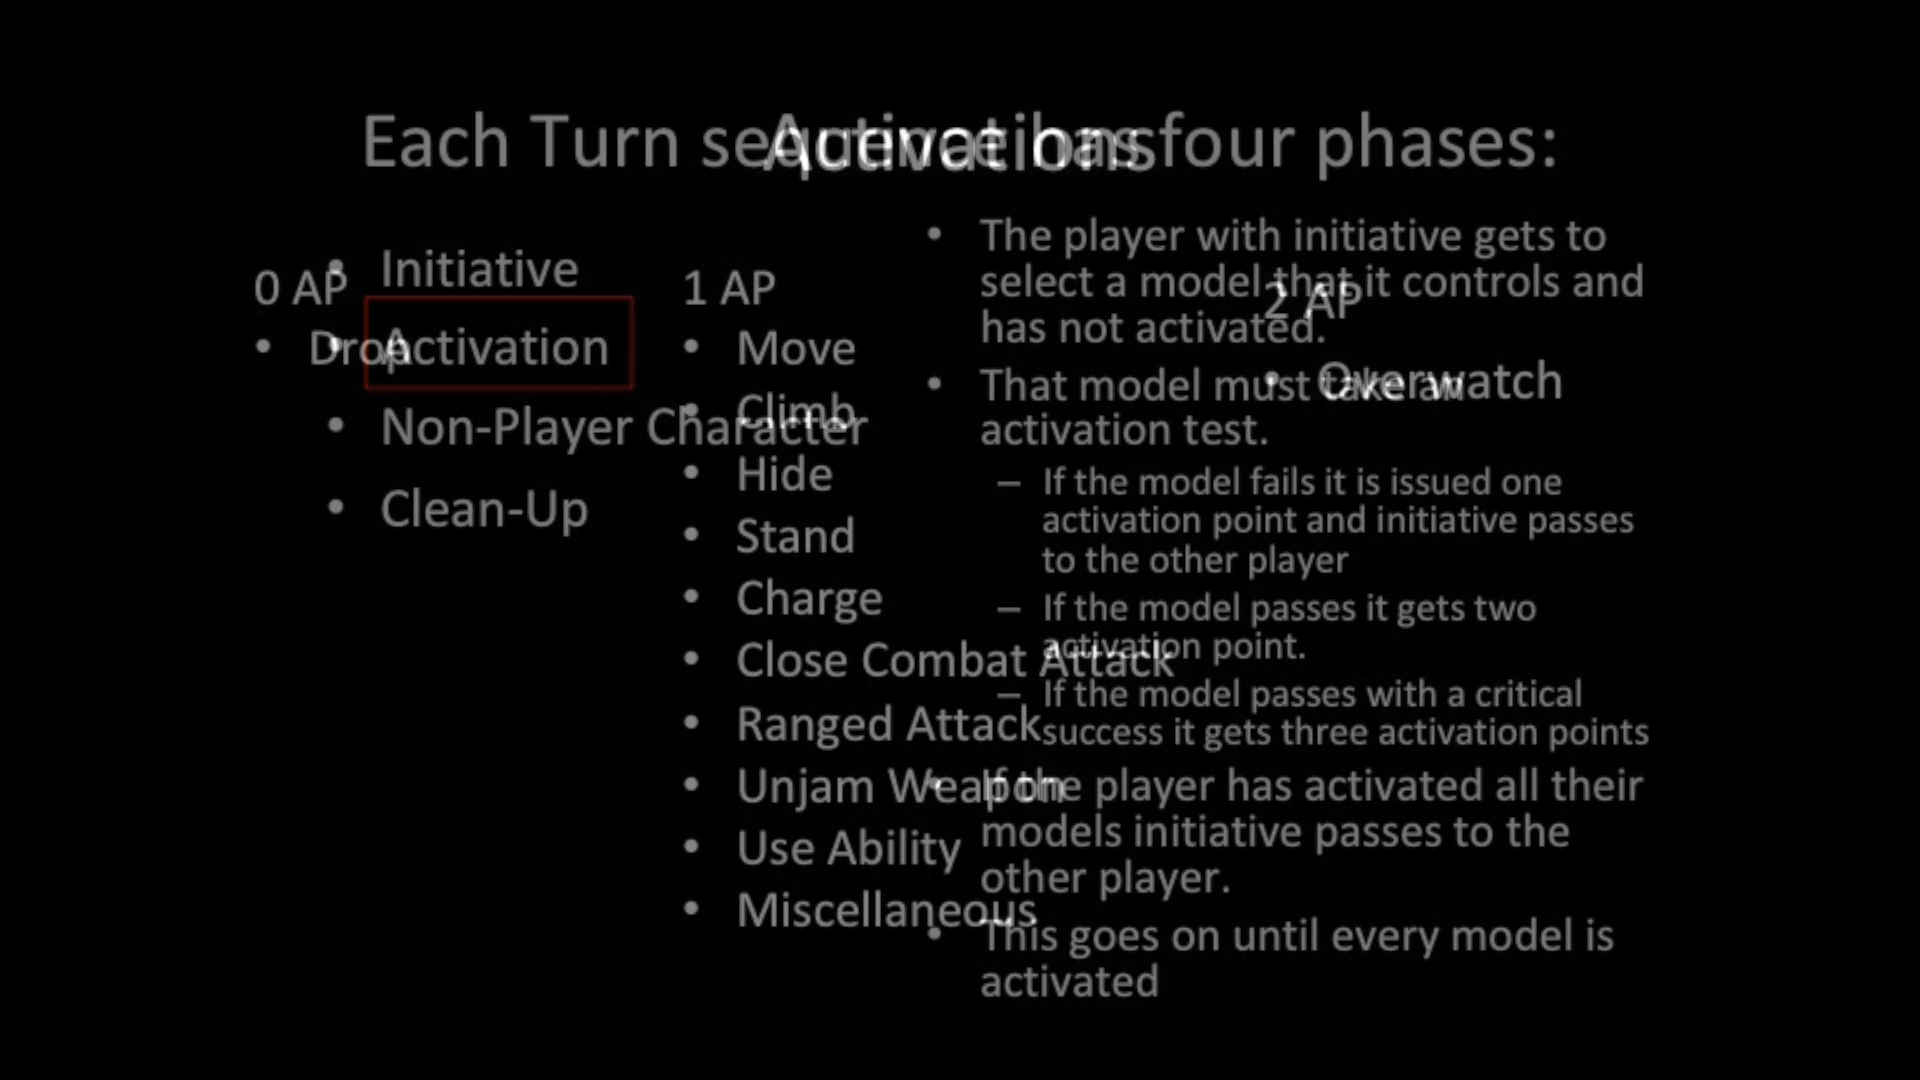 Each Turn sequence has four phases:
• Initiative
• Activation
• Non-Player Character
• Clean-Up
• The player with initiative gets to
select a model that it controls and
has not activated.
• That model must take an
activation test.
– If the model fails it is issued one
activation point and initiative passes
to the other player
– If the model passes it gets two
activation point.
– If the model passes with a critical
success it gets three activation points
• If the player has activated all their
models initiative passes to the
other player.
• This goes on until every model is
activated
Activations
0 AP
• Drop
1 AP
• Move
• Climb
• Hide
• Stand
• Charge
• Close Combat Attack
• Ranged Attack
• Unjam Weapon
• Use Ability
• Miscellaneous
2 AP
• Overwatch